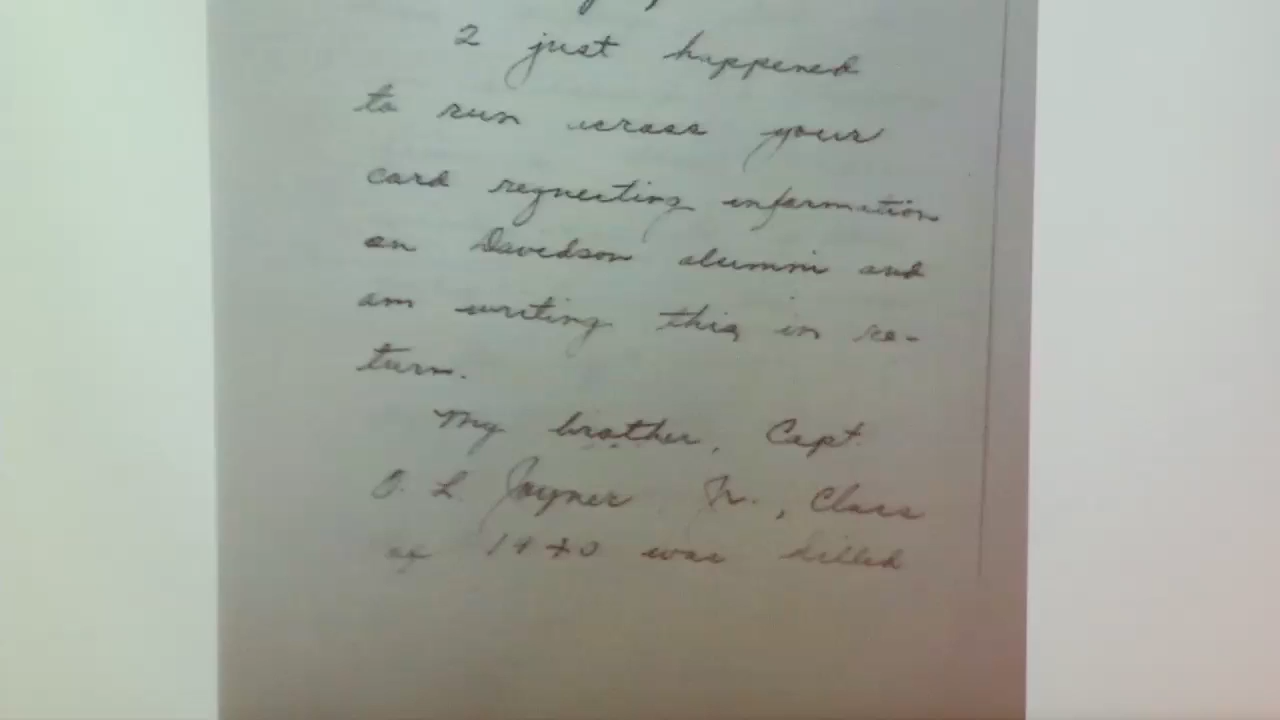 I just happened
to run across your
card requesting information
on Davidson alumni and
am writing this in re-
turn.
My brother, Capt.
O. L. Joyner Jr., Class
of 1940 was killed